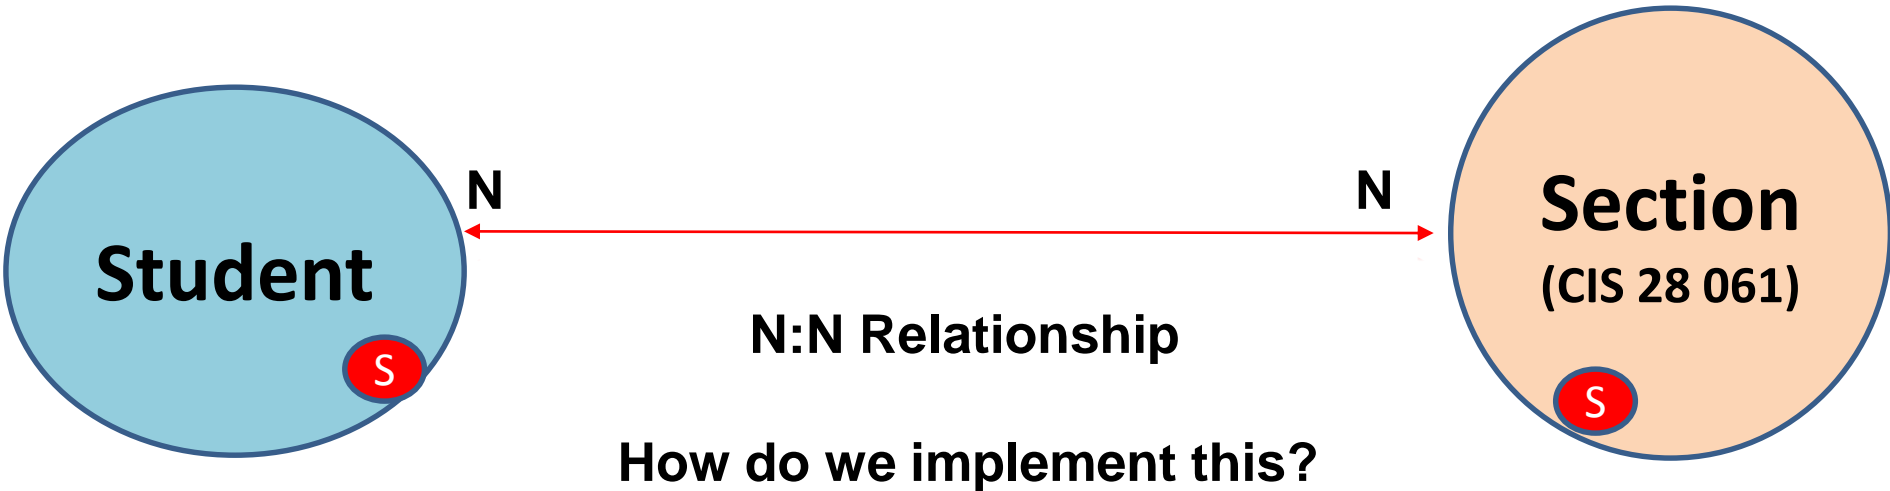 N
N
Student
Section
(CIS 28 061)
N:N Relationship
S
S
How do we implement this?